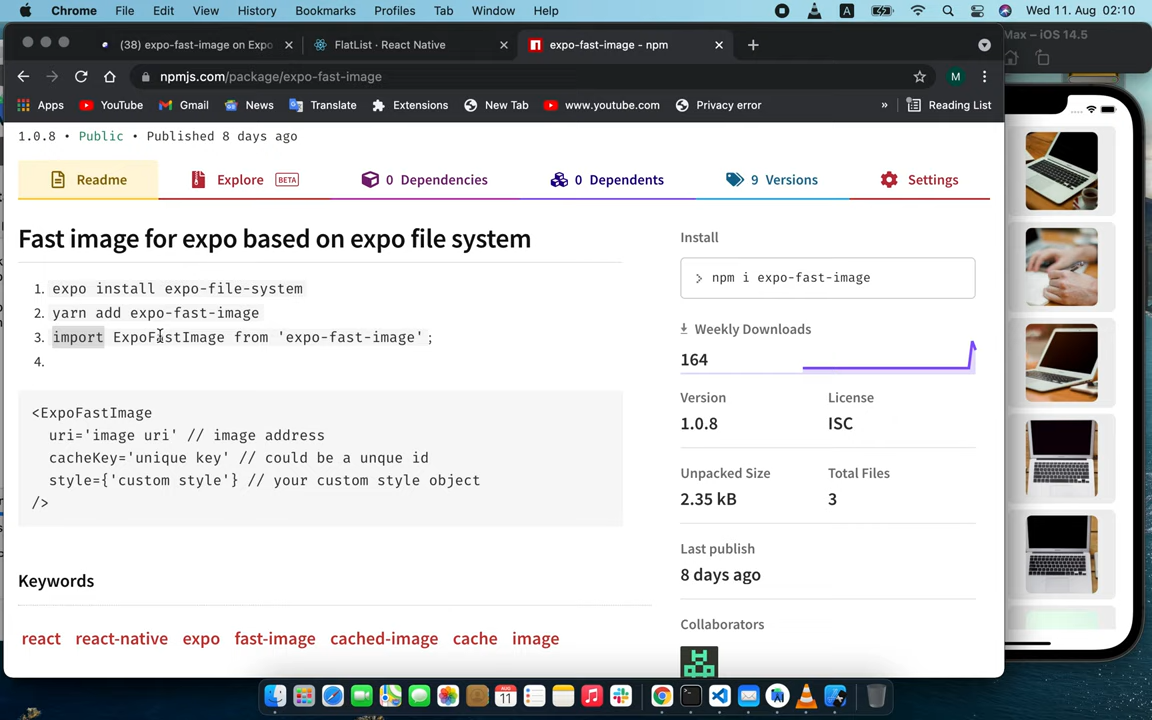 Chrome File Edit View History Bookmarks Profiles Tab Window Help A Wed 11. Aug 02:10
(38) expo-fast-image on Expo
FlatList · React Native
expo-fast-image - npm
Max – iOS 14.5
npmjs.com/package/expo-fast-image
M
Apps YouTube Gmail News Translate Extensions New Tab www.youtube.com Privacy error » Reading List
1.0.8 • Public • Published 8 days ago
Readme
Explore BETA
0 Dependencies
0 Dependents
9 Versions
Settings
Fast image for expo based on expo file system
1. expo install expo-file-system
2. yarn add expo-fast-image
3. import ExpoFastImage from 'expo-fast-image';
4.
<ExpoFastImage
uri='image uri' // image address
cacheKey='unique key' // could be a unque id
style={'custom style'} // your custom style object
/>
Keywords
react react-native expo fast-image cached-image cache image
Install
> npm i expo-fast-image
Weekly Downloads
164
Version
1.0.8
License
ISC
Unpacked Size
2.35 kB
Total Files
3
Last publish
8 days ago
Collaborators